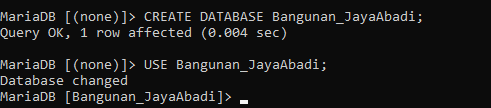 MariaDB [(none)]> CREATE DATABASE Bangunan_JayaAbadi;
Query OK, 1 row affected (0.004 sec)
MariaDB [(none)]> USE Bangunan_JayaAbadi;
Database changed
MariaDB [Bangunan_JayaAbadi]>